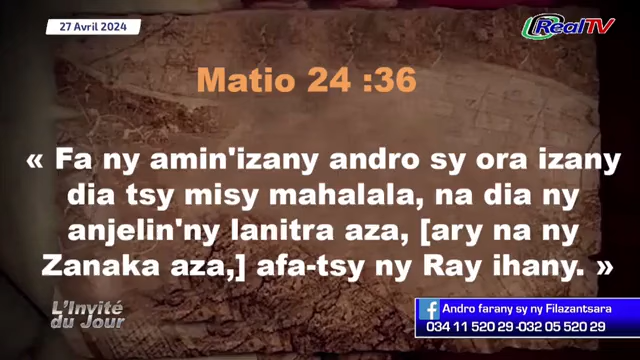 27 Avril 2024
RealTV
Matio 24 :36
« Fa ny amin'izany andro sy ora izany
dia tsy misy mahalala, na dia ny
anjelin'ny lanitra aza, [ary na ny
Zanaka aza,] afa-tsy ny Ray ihany. »
L'Invité
du Jour
Andro farany sy ny Filazantsara
034 11 520 29 -032 05 520 29